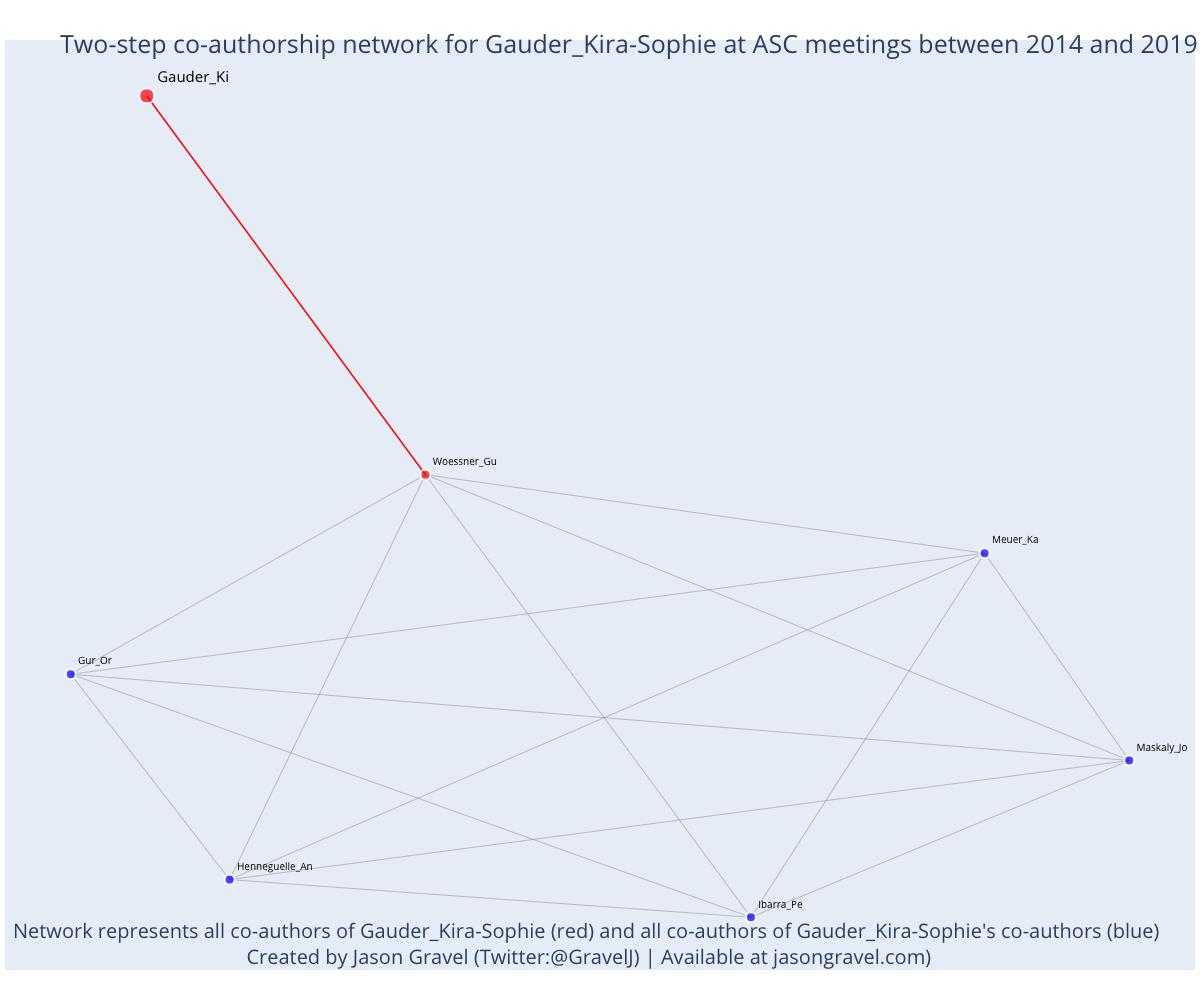 Two-step co-authorship network for Gauder_Kira-Sophie at ASC meetings between 2014 and 2019
Gauder_Ki
Woessner_Gu
Meuer_Ka
Gur_Or
Maskaly_Jo
Henneguelle_An
Ibarra_Pe
Network represents all co-authors of Gauder_Kira-Sophie (red) and all co-authors of Gauder_Kira-Sophie's co-authors (blue)
Created by Jason Gravel (Twitter:@GravelJ) | Available at jasongravel.com)